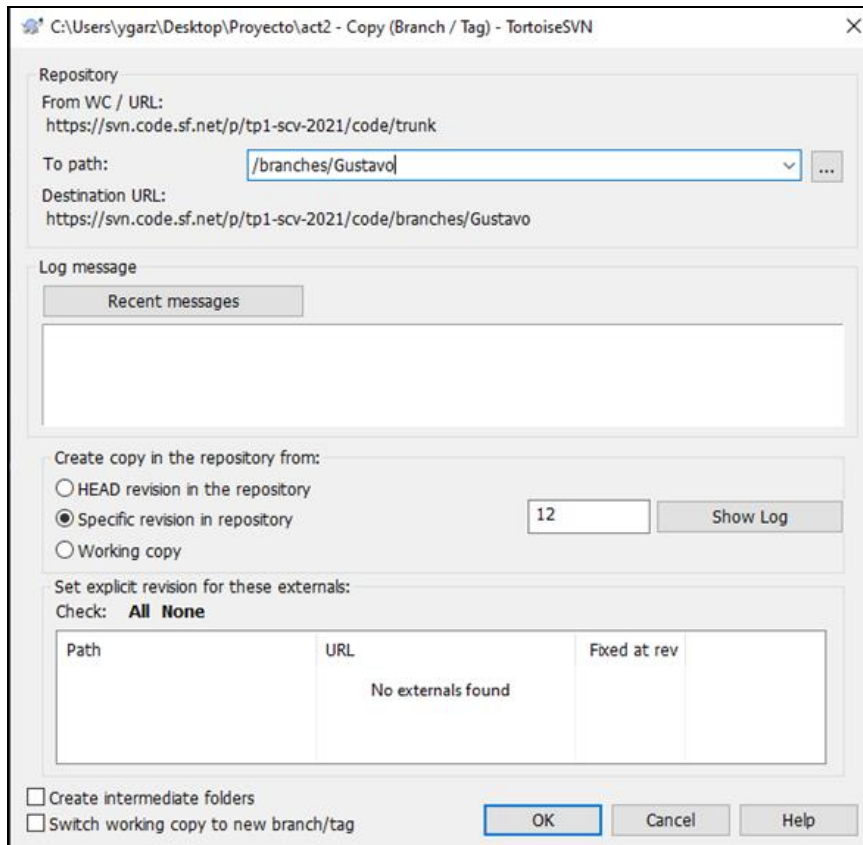 C:\Users\ygarz\Desktop\Proyecto\act2 - Copy (Branch / Tag) - TortoiseSVN
Repository
From WC / URL:
https://svn.code.sf.net/p/tp1-scv-2021/code/trunk
To path: /branches/Gustavo ...
Destination URL:
https://svn.code.sf.net/p/tp1-scv-2021/code/branches/Gustavo
Log message
Recent messages
Create copy in the repository from:
HEAD revision in the repository
Specific revision in repository 12 Show Log
Working copy
Set explicit revision for these externals:
Check: All None
Path URL Fixed at rev
No externals found
Create intermediate folders
Switch working copy to new branch/tag OK Cancel Help